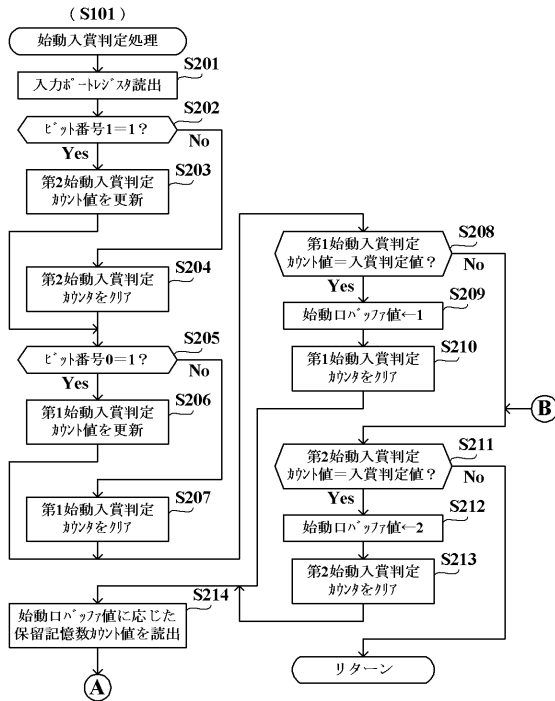 (S101)
始動入賞判定処理
S201
入力ポートレジスタ読出
S202
ビット番号1=1?
No
Yes
S203
第2始動入賞判定
カウント値を更新
S204
第2始動入賞判定
カウンタをクリア
S205
ビット番号0=1?
No
Yes
S206
第1始動入賞判定
カウント値を更新
S207
第1始動入賞判定
カウンタをクリア
S208
第1始動入賞判定
カウント値=入賞判定値?
No
Yes
S209
始動口バッファ値←1
S210
第1始動入賞判定
カウンタをクリア
B
S211
第2始動入賞判定
カウント値=入賞判定値?
No
Yes
S212
始動口バッファ値←2
S213
第2始動入賞判定
カウンタをクリア
S214
始動口バッファ値に応じた
保留記憶数カウント値を読出
A
リターン